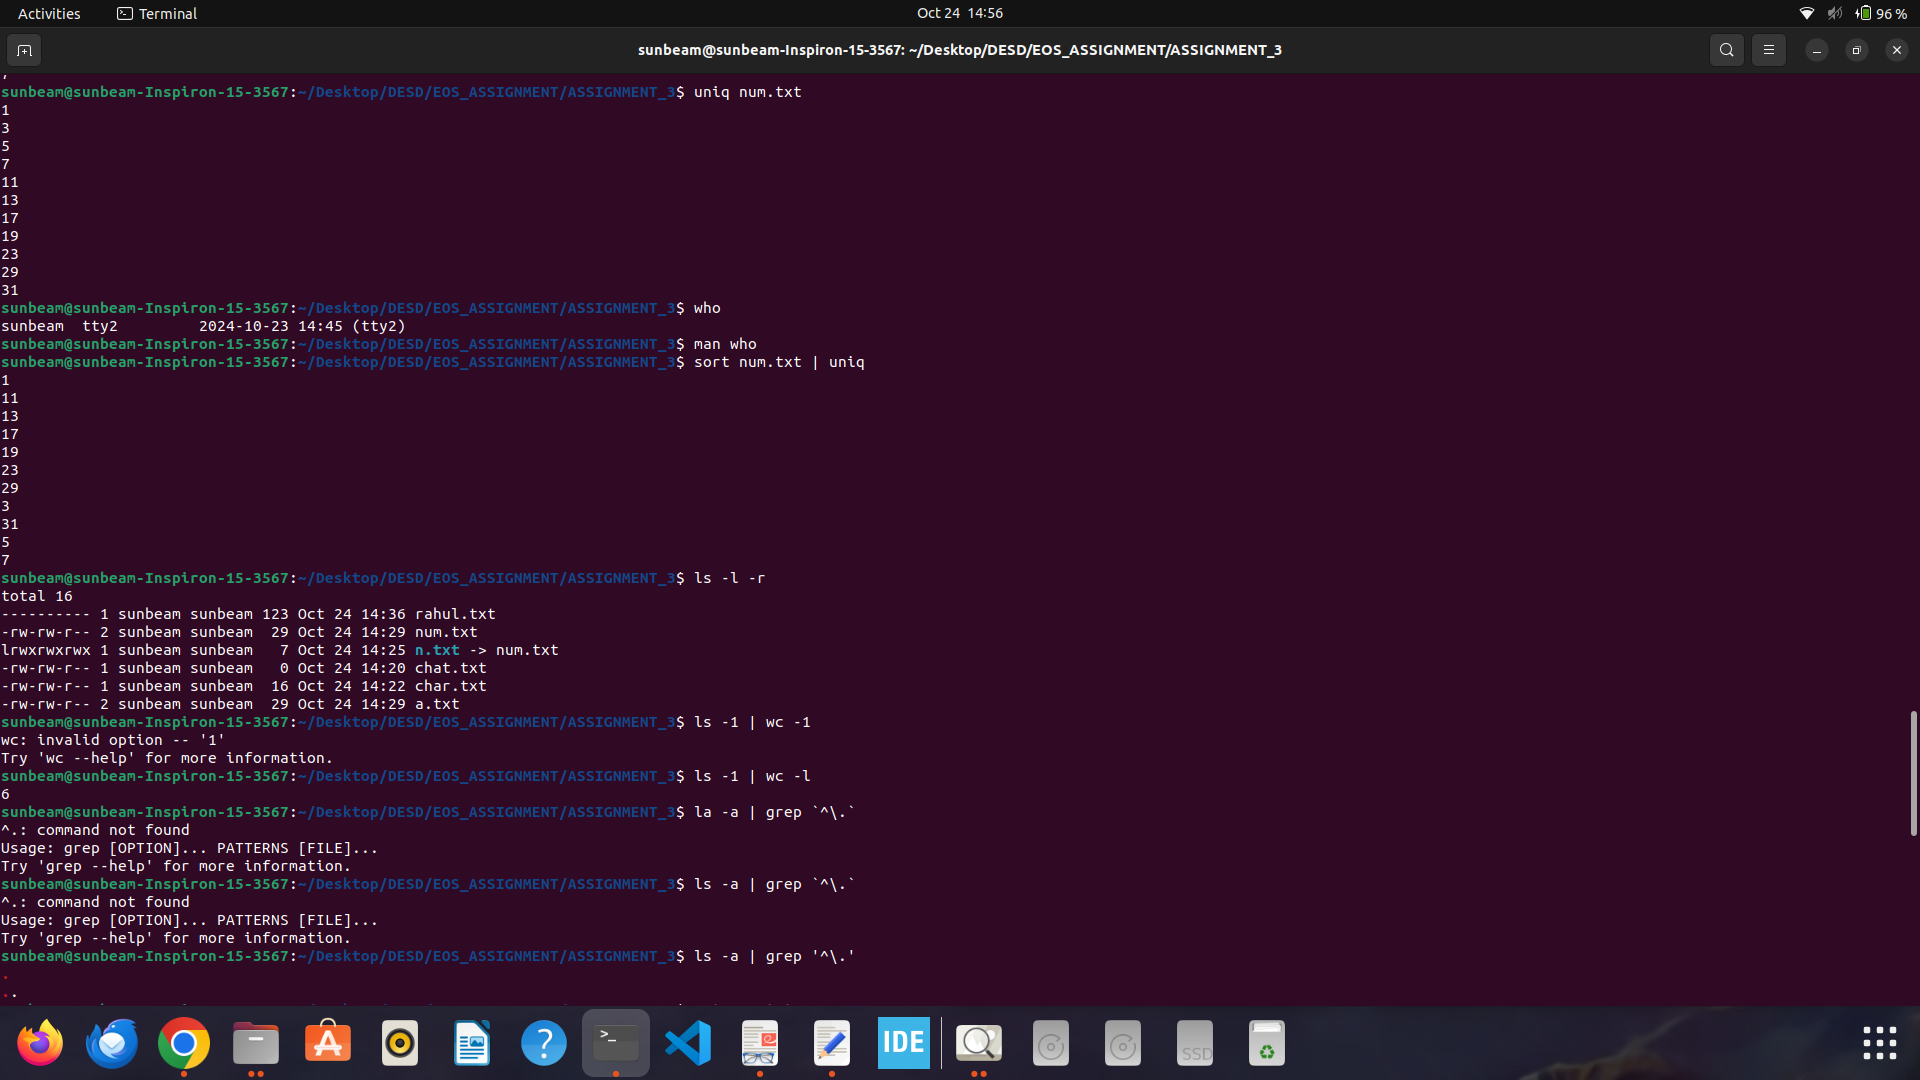 Activities
Terminal
Oct 24 14:56
96 %
sunbeam@sunbeam-Inspiron-15-3567: ~/Desktop/DESD/EOS_ASSIGNMENT/ASSIGNMENT_3
sunbeam@sunbeam-Inspiron-15-3567:~/Desktop/DESD/EOS_ASSIGNMENT/ASSIGNMENT_3$ uniq num.txt
1
3
5
7
11
13
17
19
23
29
31
sunbeam@sunbeam-Inspiron-15-3567:~/Desktop/DESD/EOS_ASSIGNMENT/ASSIGNMENT_3$ who
sunbeam  tty2         2024-10-23 14:45 (tty2)
sunbeam@sunbeam-Inspiron-15-3567:~/Desktop/DESD/EOS_ASSIGNMENT/ASSIGNMENT_3$ man who
sunbeam@sunbeam-Inspiron-15-3567:~/Desktop/DESD/EOS_ASSIGNMENT/ASSIGNMENT_3$ sort num.txt | uniq
1
11
13
17
19
23
29
3
31
5
7
sunbeam@sunbeam-Inspiron-15-3567:~/Desktop/DESD/EOS_ASSIGNMENT/ASSIGNMENT_3$ ls -l -r
total 16
---------- 1 sunbeam sunbeam 123 Oct 24 14:36 rahul.txt
-rw-rw-r-- 2 sunbeam sunbeam  29 Oct 24 14:29 num.txt
lrwxrwxrwx 1 sunbeam sunbeam   7 Oct 24 14:25 n.txt -> num.txt
-rw-rw-r-- 1 sunbeam sunbeam   0 Oct 24 14:20 chat.txt
-rw-rw-r-- 1 sunbeam sunbeam  16 Oct 24 14:22 char.txt
-rw-rw-r-- 2 sunbeam sunbeam  29 Oct 24 14:29 a.txt
sunbeam@sunbeam-Inspiron-15-3567:~/Desktop/DESD/EOS_ASSIGNMENT/ASSIGNMENT_3$ ls -1 | wc -1
wc: invalid option -- '1'
Try 'wc --help' for more information.
sunbeam@sunbeam-Inspiron-15-3567:~/Desktop/DESD/EOS_ASSIGNMENT/ASSIGNMENT_3$ ls -1 | wc -l
6
sunbeam@sunbeam-Inspiron-15-3567:~/Desktop/DESD/EOS_ASSIGNMENT/ASSIGNMENT_3$ la -a | grep `^\.`
^.: command not found
Usage: grep [OPTION]... PATTERNS [FILE]...
Try 'grep --help' for more information.
sunbeam@sunbeam-Inspiron-15-3567:~/Desktop/DESD/EOS_ASSIGNMENT/ASSIGNMENT_3$ ls -a | grep `^\.`
^.: command not found
Usage: grep [OPTION]... PATTERNS [FILE]...
Try 'grep --help' for more information.
sunbeam@sunbeam-Inspiron-15-3567:~/Desktop/DESD/EOS_ASSIGNMENT/ASSIGNMENT_3$ ls -a | grep '^\.'
.
..
IDE
SSD